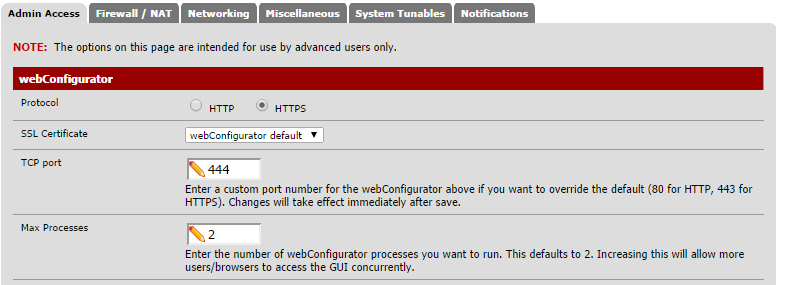 Admin Access Firewall / NAT Networking Miscellaneous System Tunables Notifications
NOTE: The options on this page are intended for use by advanced users only.
webConfigurator
Protocol HTTP HTTPS
SSL Certificate webConfigurator default
TCP port 444
Enter a custom port number for the webConfigurator above if you want to override the default (80 for HTTP, 443 for
HTTPS). Changes will take effect immediately after save.
Max Processes 2
Enter the number of webConfigurator processes you want to run. This defaults to 2. Increasing this will allow more
users/browsers to access the GUI concurrently.